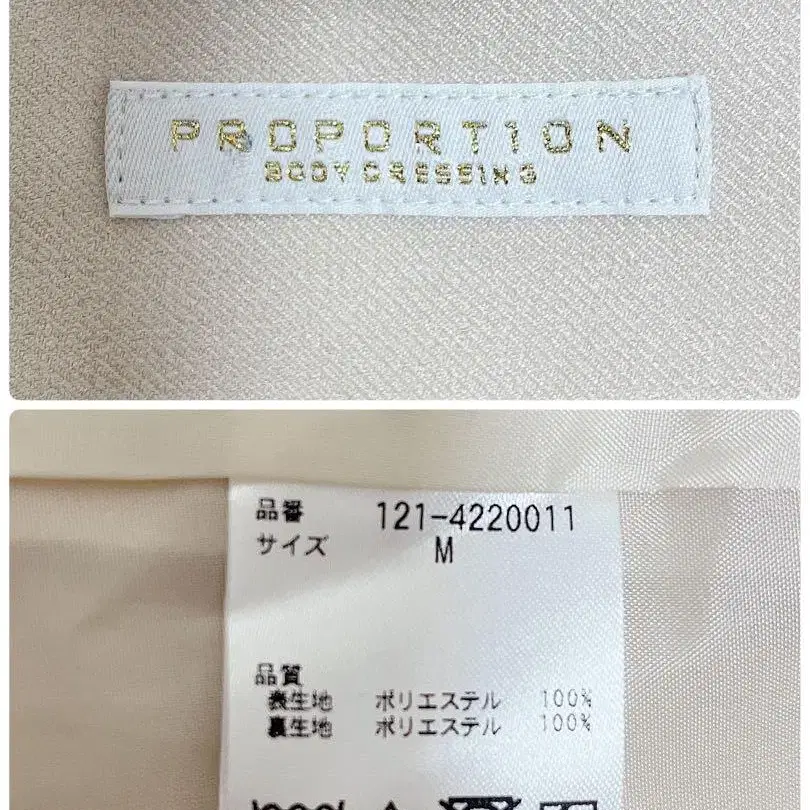 PROPORTION
BODY DRESSING
品番 121-4220011
サイズ M
品質
表生地 ポリエステル 100%
裏生地 ポリエステル 100%